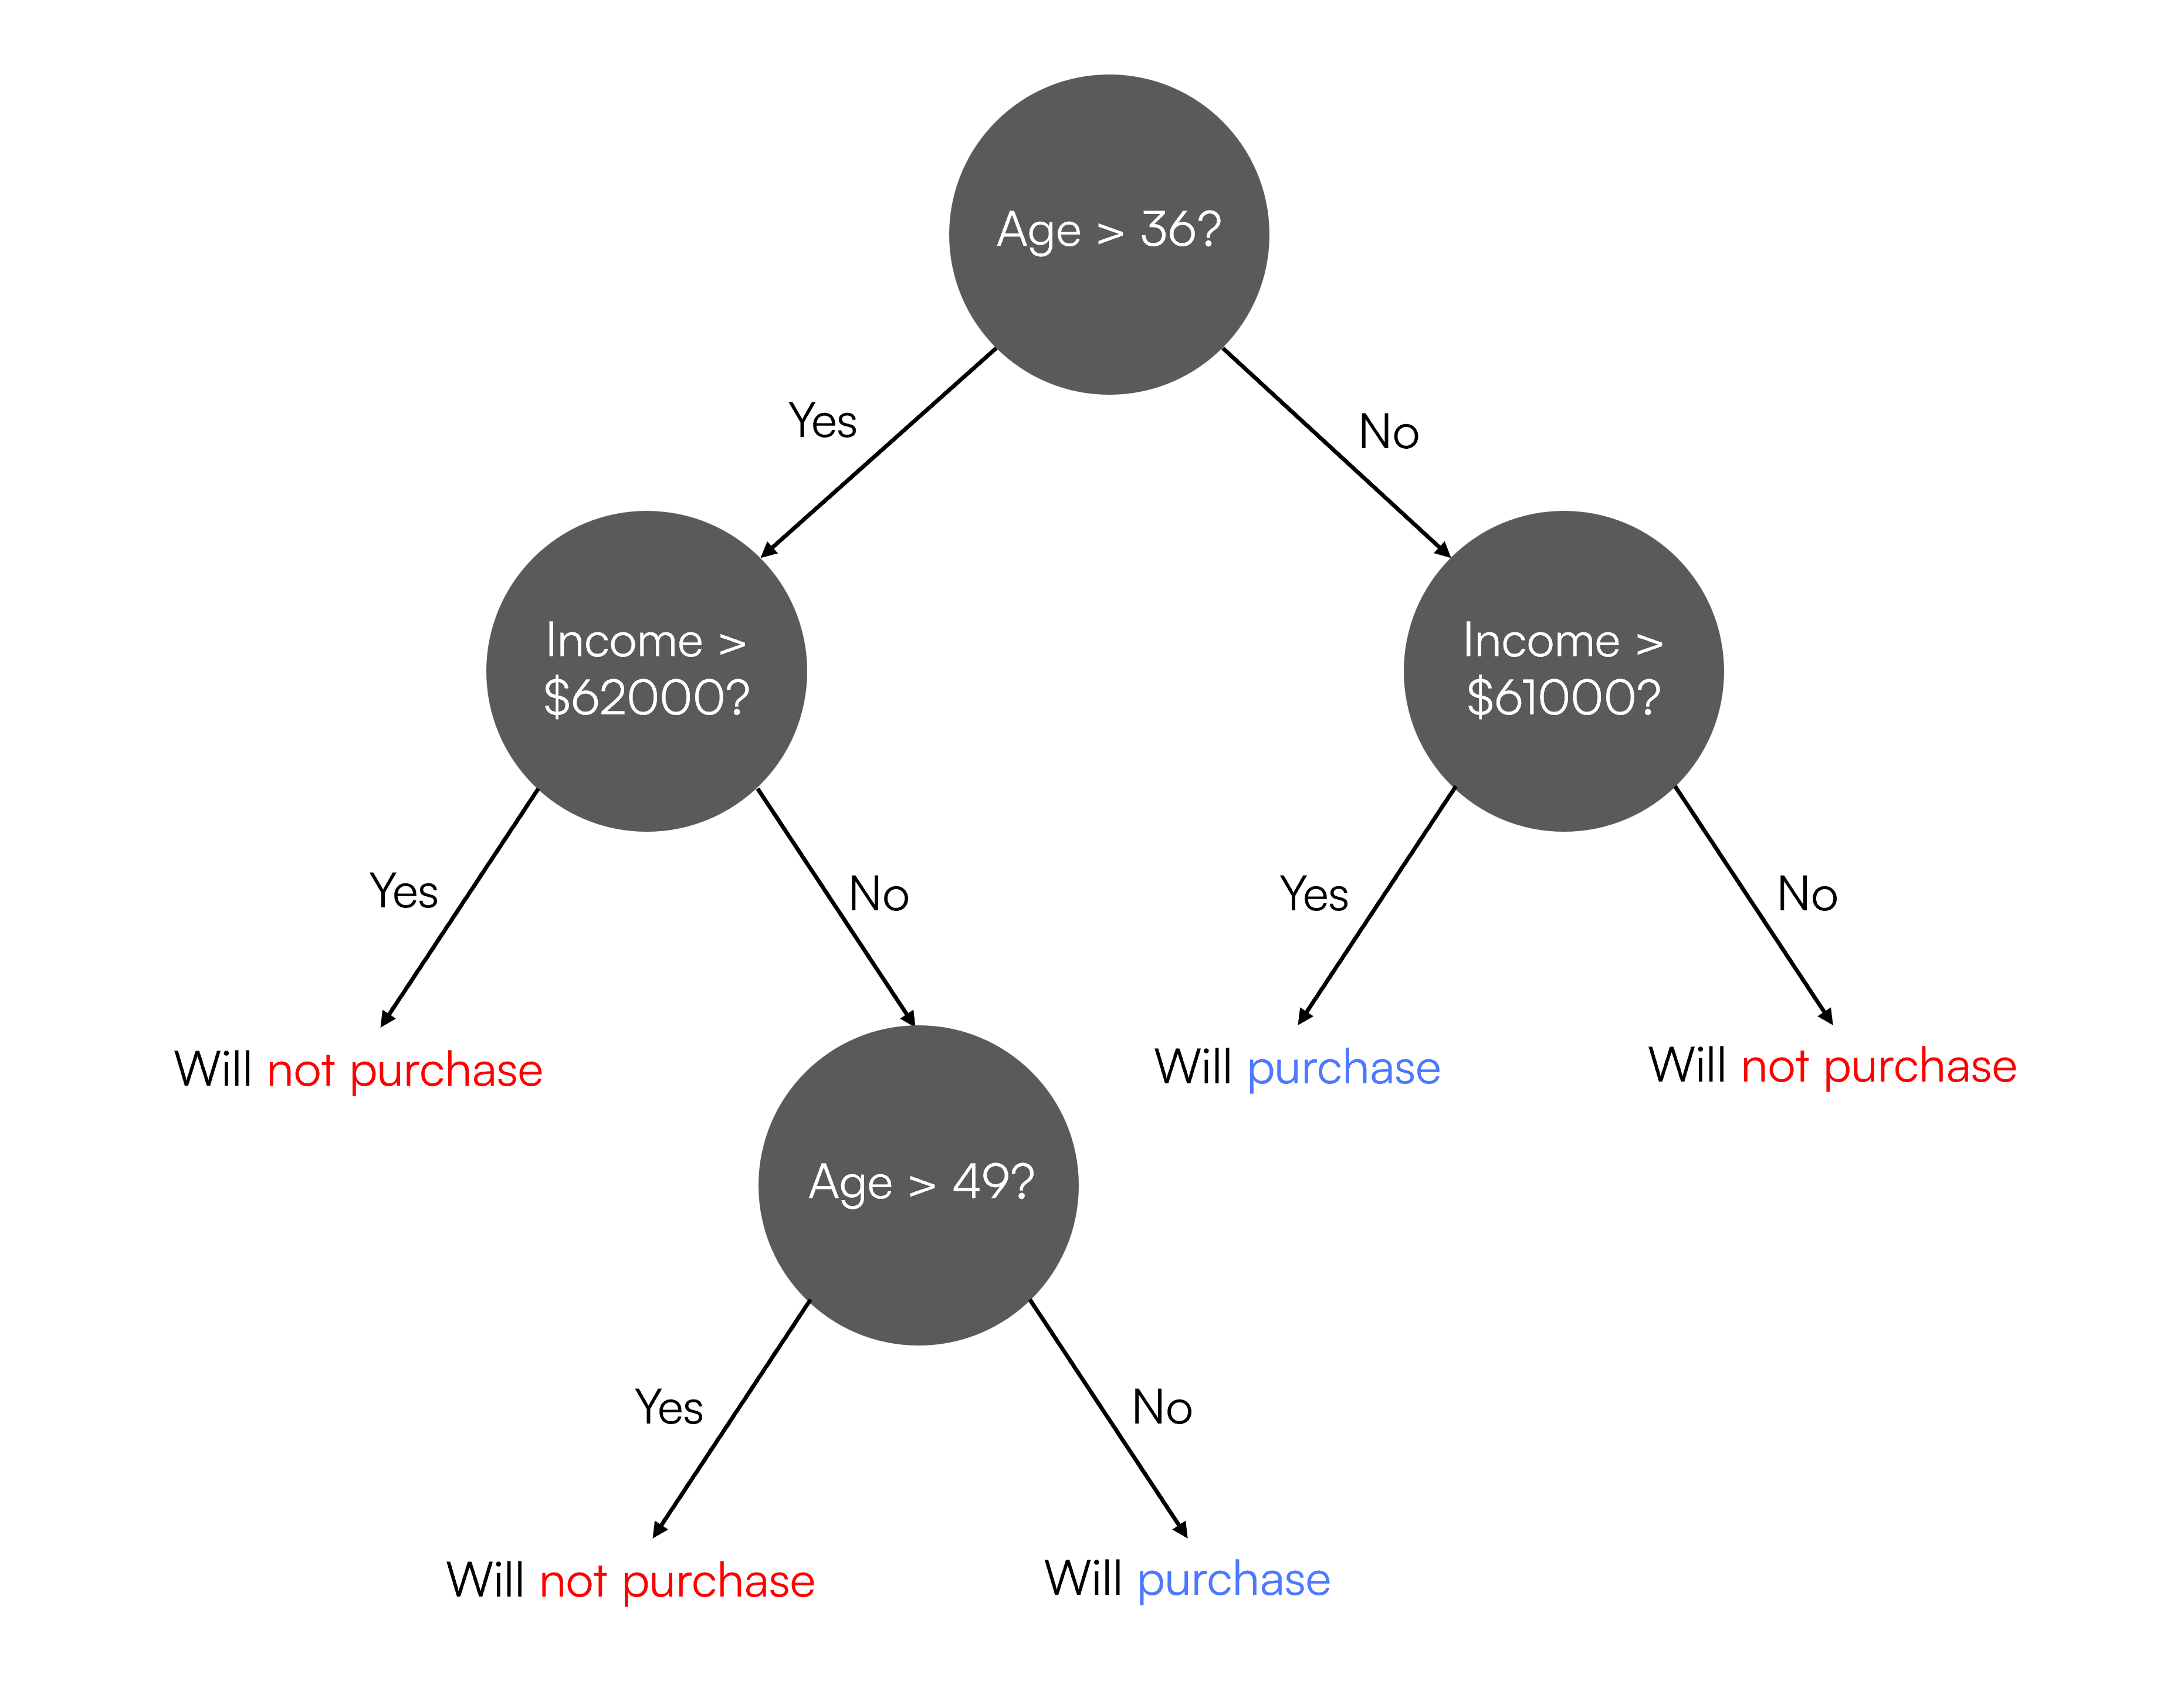 Age > 36?
Yes
No
Income >
$62000?
Income >
$61000?
Yes
No
Yes
No
Will not purchase
Will purchase
Will not purchase
Age > 49?
Yes
No
Will not purchase
Will purchase